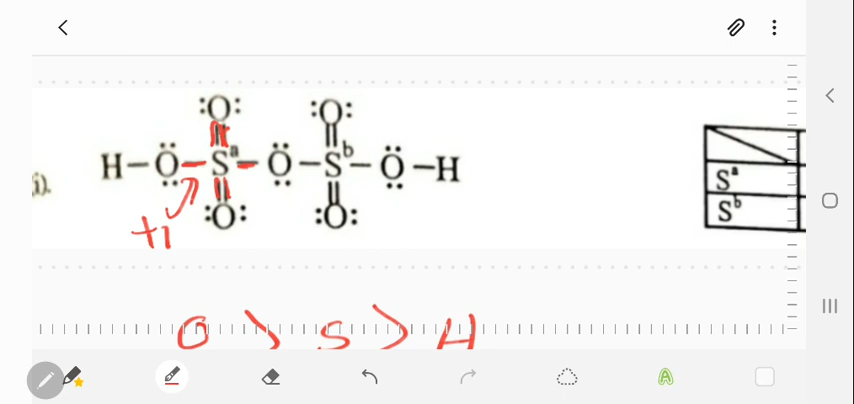 :Ö: :Ö:
H–Ö–Sᵃ–Ö–Sᵇ–Ö–H
i).
:O: :O:
+1
Sᵃ
Sᵇ
O > S > H
A